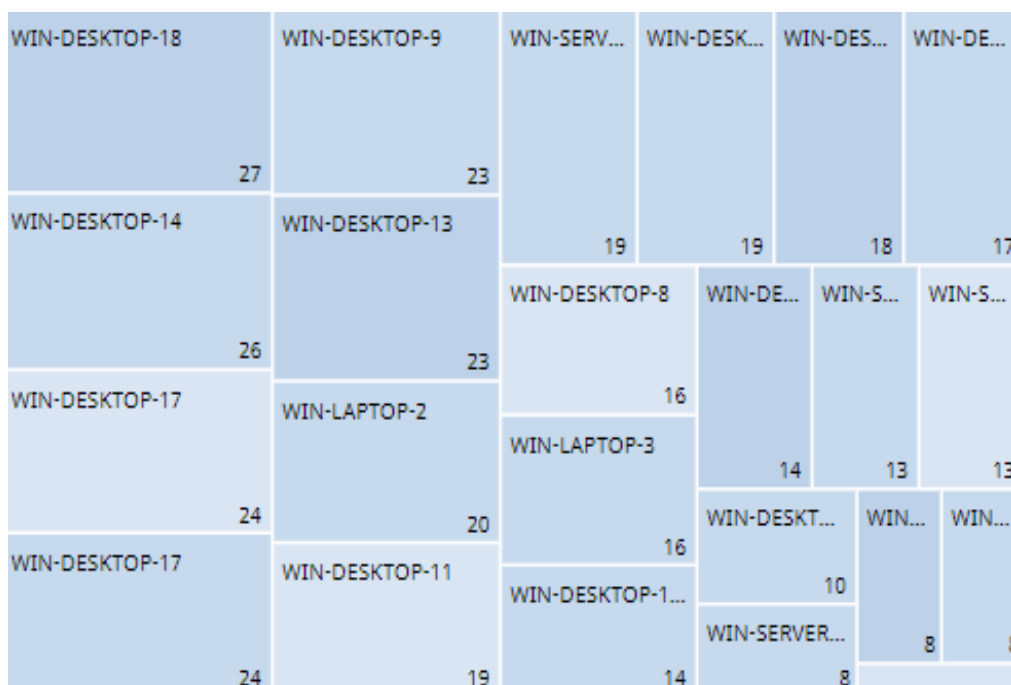 WIN-DESKTOP-18
27
WIN-DESKTOP-14
26
WIN-DESKTOP-17
24
WIN-DESKTOP-17
24
WIN-DESKTOP-9
23
WIN-DESKTOP-13
23
WIN-LAPTOP-2
20
WIN-DESKTOP-11
19
WIN-SERV...
19
WIN-DESK...
19
WIN-DES...
18
WIN-DE...
17
WIN-DESKTOP-8
16
WIN-LAPTOP-3
16
WIN-DESKTOP-1...
14
WIN-DE...
14
WIN-S...
13
WIN-S...
13
WIN-DESKT...
10
WIN-SERVER...
8
WIN...
8
WIN...